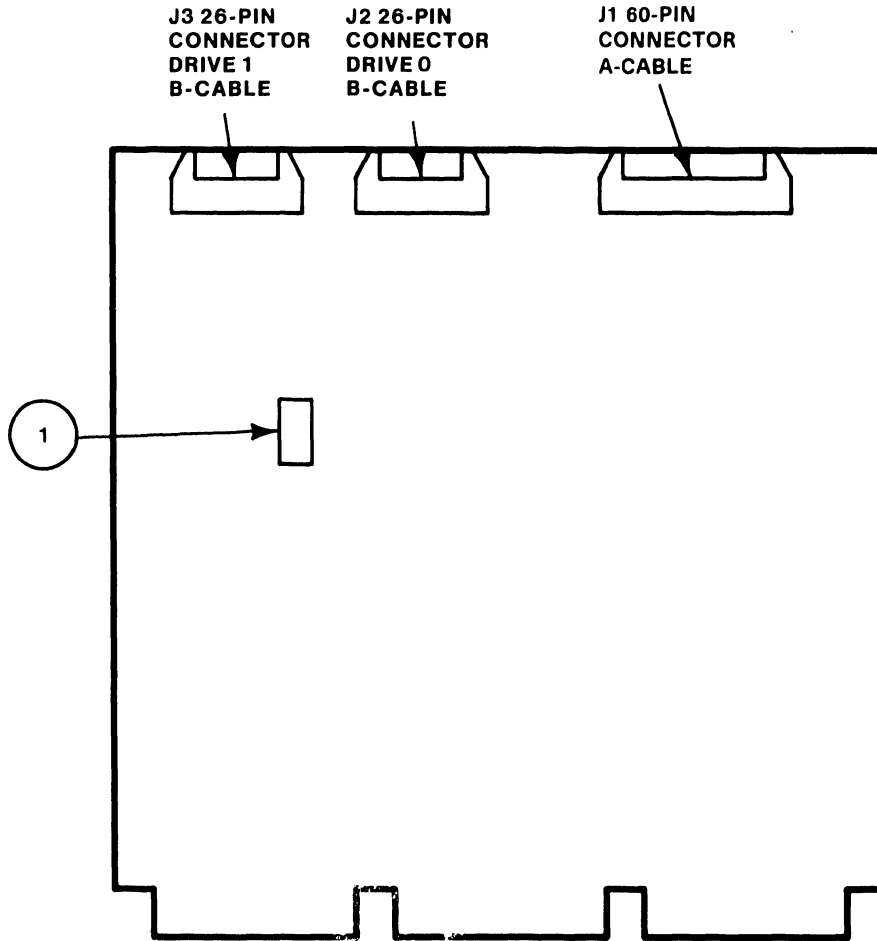 J3 26-PIN
CONNECTOR
DRIVE 1
B-CABLE
J2 26-PIN
CONNECTOR
DRIVE 0
B-CABLE
J1 60-PIN
CONNECTOR
A-CABLE
1